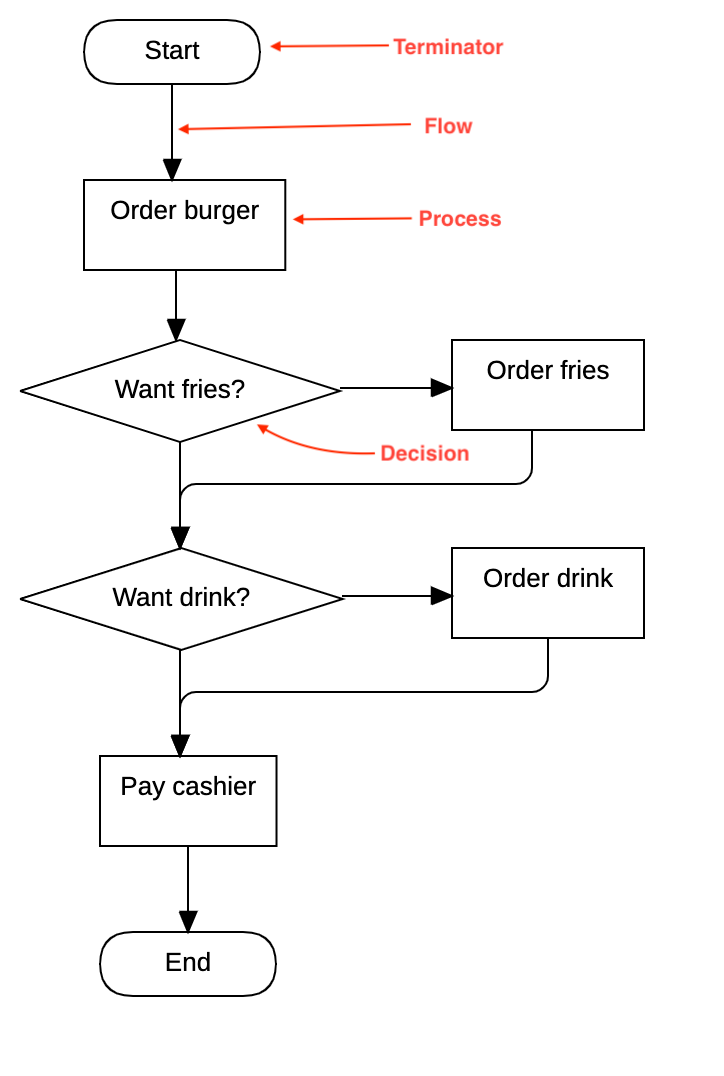 Start
Terminator
Flow
Order burger
Process
Want fries?
Order fries
Decision
Want drink?
Order drink
Pay cashier
End